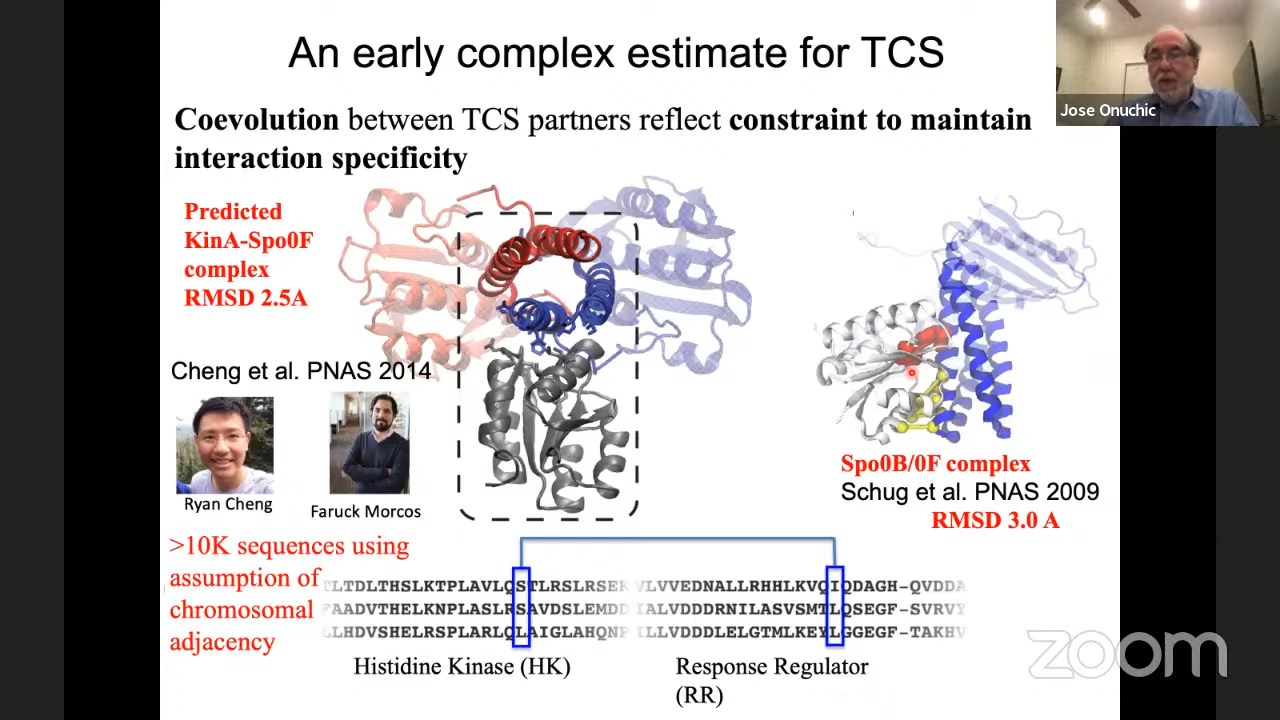 An early complex estimate for TCS
Jose Onuchic
Coevolution between TCS partners reflect constraint to maintain
interaction specificity
Predicted
KinA-Spo0F
complex
RMSD 2.5A
Cheng et al. PNAS 2014
Ryan Cheng
Faruck Morcos
Spo0B/0F complex
Schug et al. PNAS 2009
RMSD 3.0 A
>10K sequences using
assumption of
chromosomal
adjacency
LTDLTHSLKTPLAVLQSTLRSLRSEK VLVVEDNALLRHHLKVQIQDAGH-QVDDA
FAADVTHELKNPLASLRSAVDSLEMDD IALVDDDRNILASVSMTLQSEGF-SVRVY
LLHDVSHELRSPLARLQLAIGLAHQNP ILLVDDDLELGTMLKEYLGGEGF-TAKHV
Histidine Kinase (HK)
Response Regulator
(RR)
zoom